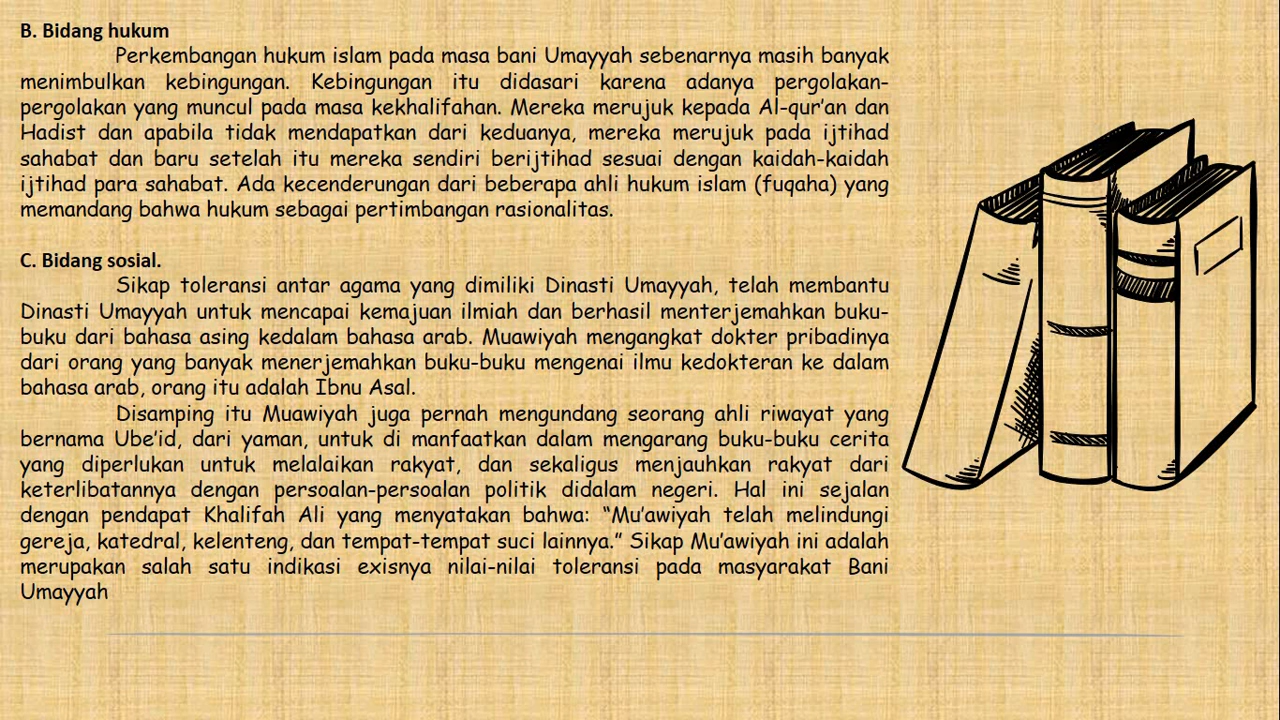 B. Bidang hukum
Perkembangan hukum islam pada masa bani Umayyah sebenarnya masih banyak
menimbulkan kebingungan. Kebingungan itu didasari karena adanya pergolakan-
pergolakan yang muncul pada masa kekhalifahan. Mereka merujuk kepada Al-qur’an dan
Hadist dan apabila tidak mendapatkan dari keduanya, mereka merujuk pada ijtihad
sahabat dan baru setelah itu mereka sendiri berijtihad sesuai dengan kaidah-kaidah
ijtihad para sahabat. Ada kecenderungan dari beberapa ahli hukum islam (fuqaha) yang
memandang bahwa hukum sebagai pertimbangan rasionalitas.
C. Bidang sosial.
Sikap toleransi antar agama yang dimiliki Dinasti Umayyah, telah membantu
Dinasti Umayyah untuk mencapai kemajuan ilmiah dan berhasil menterjemahkan buku-
buku dari bahasa asing kedalam bahasa arab. Muawiyah mengangkat dokter pribadinya
dari orang yang banyak menerjemahkan buku-buku mengenai ilmu kedokteran ke dalam
bahasa arab, orang itu adalah Ibnu Asal.
Disamping itu Muawiyah juga pernah mengundang seorang ahli riwayat yang
bernama Ube’id, dari yaman, untuk di manfaatkan dalam mengarang buku-buku cerita
yang diperlukan untuk melalaikan rakyat, dan sekaligus menjauhkan rakyat dari
keterlibatannya dengan persoalan-persoalan politik didalam negeri. Hal ini sejalan
dengan pendapat Khalifah Ali yang menyatakan bahwa: “Mu’awiyah telah melindungi
gereja, katedral, kelenteng, dan tempat-tempat suci lainnya.” Sikap Mu’awiyah ini adalah
merupakan salah satu indikasi exisnya nilai-nilai toleransi pada masyarakat Bani
Umayyah